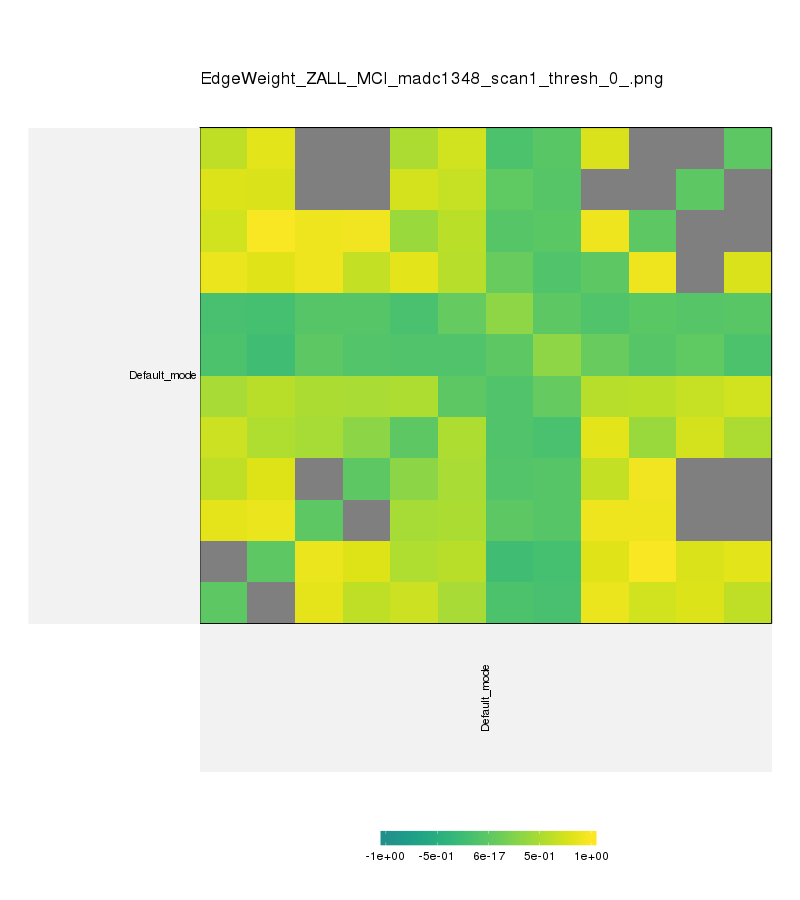 EdgeWeight_ZALL_MCI_madc1348_scan1_thresh_0_.png
Default_mode
Default_mode
-1e+00 -5e-01 6e-17 5e-01 1e+00